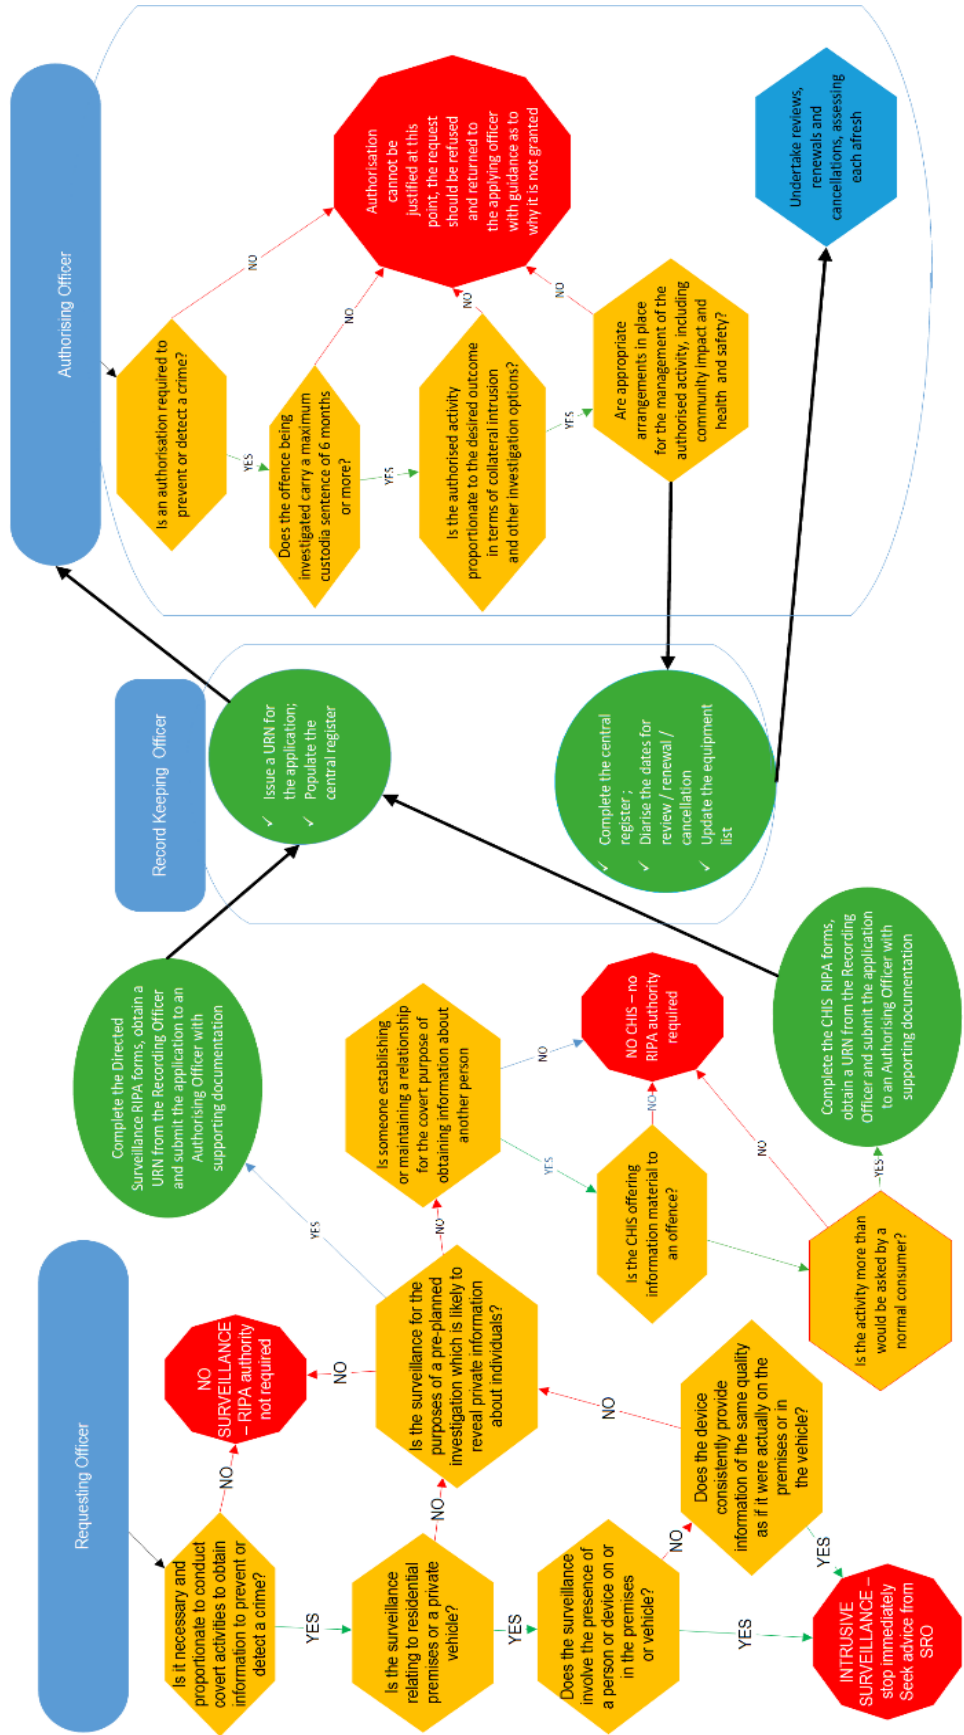 Requesting Officer
Is it necessary and
proportionate to conduct
covert activities to obtain
information to prevent or
detect a crime?
NO
NO
SURVEILLANCE
– RIPA authority
not required
YES
Is the surveillance
relating to residential
premises or a private
vehicle?
NO
NO
Is the surveillance for the
purposes of a pre-planned
investigation which is likely to
reveal private information
about individuals?
YES
Does the surveillance
involve the presence of
a person or device on or
in the premises
or vehicle?
NO
NO
Does the device
consistently provide
information of the same quality
as if it were actually on the
premises or in
the vehicle?
YES
YES
INTRUSIVE
SURVEILLANCE –
stop immediately
Seek advice from
SRO
YES
Complete the Directed
Surveillance RIPA forms, obtain a
URN from the Recording Officer
and submit the application to an
Authorising Officer with
supporting documentation
NO
Is someone establishing
or maintaining a relationship
for the covert purpose of
obtaining information about
another person
NO
YES
Is the CHIS offering
information material to
an offence?
NO
NO CHIS – no
RIPA authority
required
NO
Is the activity more than
would be asked by a
normal consumer?
YES
Complete the CHIS RIPA forms,
obtain a URN from the Recording
Officer and submit the application
to an Authorising Officer with
supporting documentation
Record Keeping Officer
✓ Issue a URN for
the application;
✓ Populate the
central register
✓ Complete the central
register ;
✓ Diarise the dates for
review / renewal /
cancellation
✓ Update the equipment
list
Authorising Officer
Is an authorisation required to
prevent or detect a crime?
NO
YES
Does the offence being
investigated carry a maximum
custodia sentence of 6 months
or more?
NO
YES
Is the authorised activity
proportionate to the desired outcome
in terms of collateral intrusion
and other investigation options?
NO
YES
Are appropriate
arrangements in place
for the management of the
authorised activity, including
community impact and
health and safety?
NO
Authorisation
cannot be
justified at this
point, the request
should be refused
and returned to
the applying officer
with guidance as to
why it is not granted
Undertake reviews,
renewals and
cancellations, assessing
each afresh